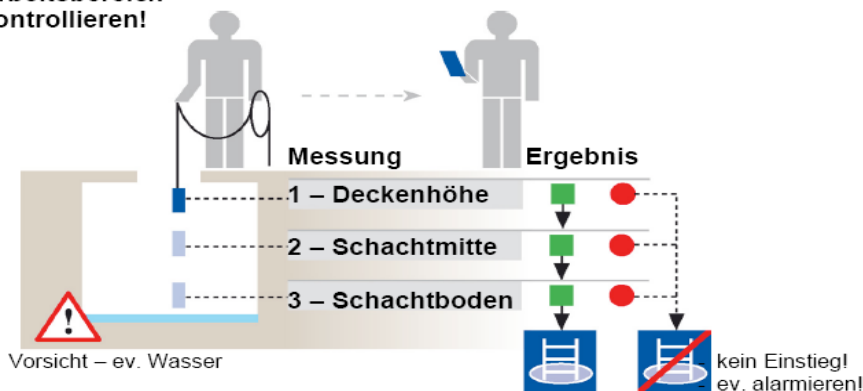 ontrollieren!
Messung Ergebnis
1 – Deckenhöhe
2 – Schachtmitte
3 – Schachtboden
Vorsicht – ev. Wasser
- kein Einstieg!
- ev. alarmieren!